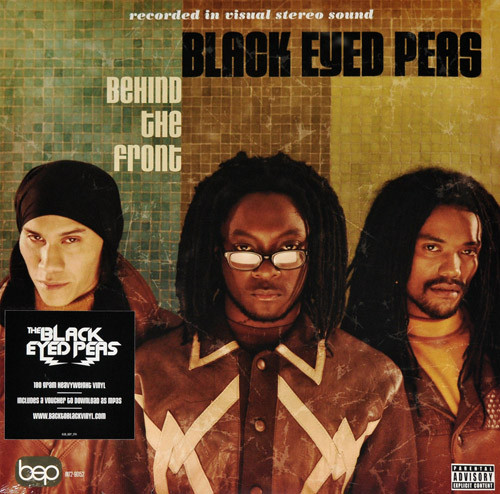 recorded in visual stereo sound
BLACK EYED PEAS
BEHIND
THE
FRONT
THE BLACK
EYED PEAS
180 GRAM HEAVYWEIGHT VINYL
INCLUDES A VOUCHER TO DOWNLOAD AS MP3S
WWW.BACKTOBLACKVINYL.COM
bep
PARENTAL
ADVISORY
EXPLICIT CONTENT